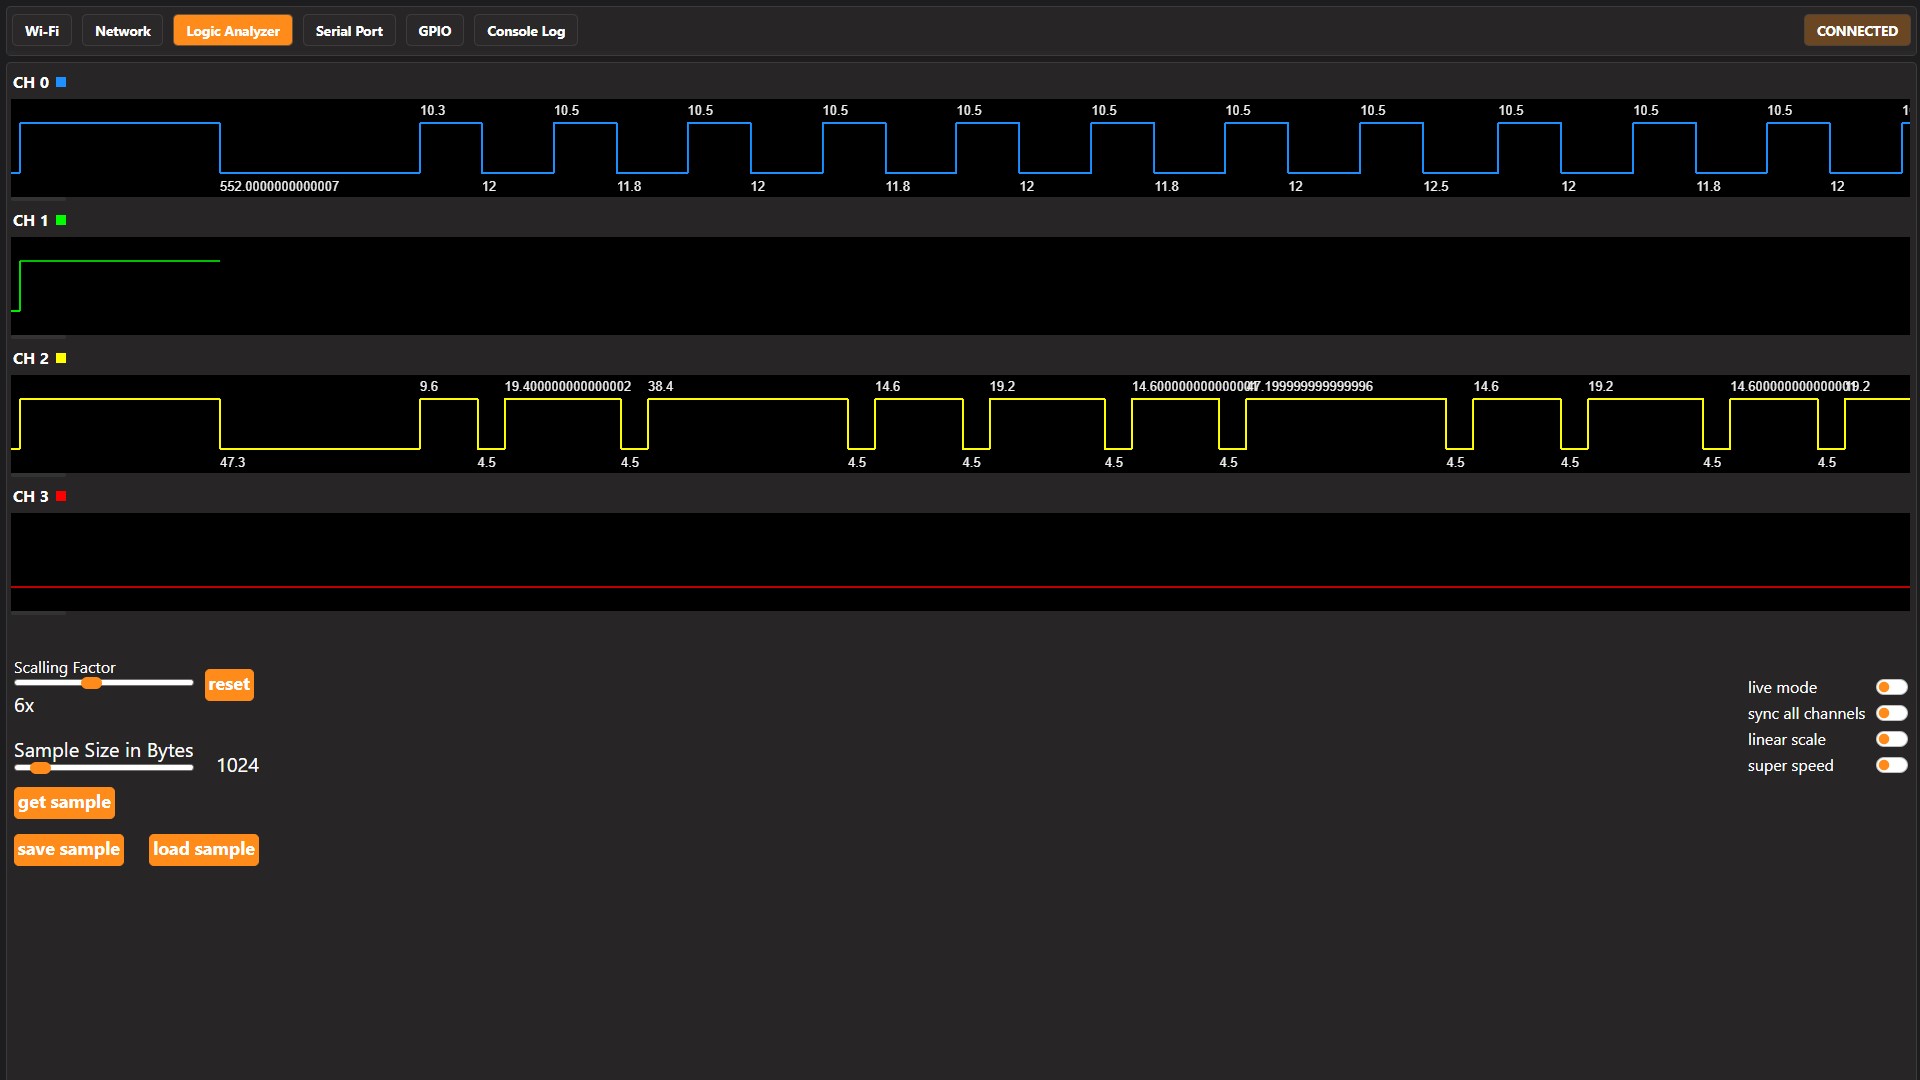 Wi-Fi Network Logic Analyzer Serial Port GPIO Console Log CONNECTED
CH 0
10.3 10.5 10.5 10.5 10.5 10.5 10.5 10.5 10.5 10.5 10.5
552.0000000000007 12 11.8 12 11.8 12 11.8 12 12.5 12 11.8 12
CH 1
CH 2
9.6 19.400000000000002 38.4 14.6 19.2 14.600000000000001 47.199999999999996 14.6 19.2 14.600000000000001 19.2
47.3 4.5 4.5 4.5 4.5 4.5 4.5 4.5 4.5 4.5 4.5
CH 3
Scalling Factor
reset
6x
live mode
sync all channels
linear scale
super speed
Sample Size in Bytes
1024
get sample
save sample load sample